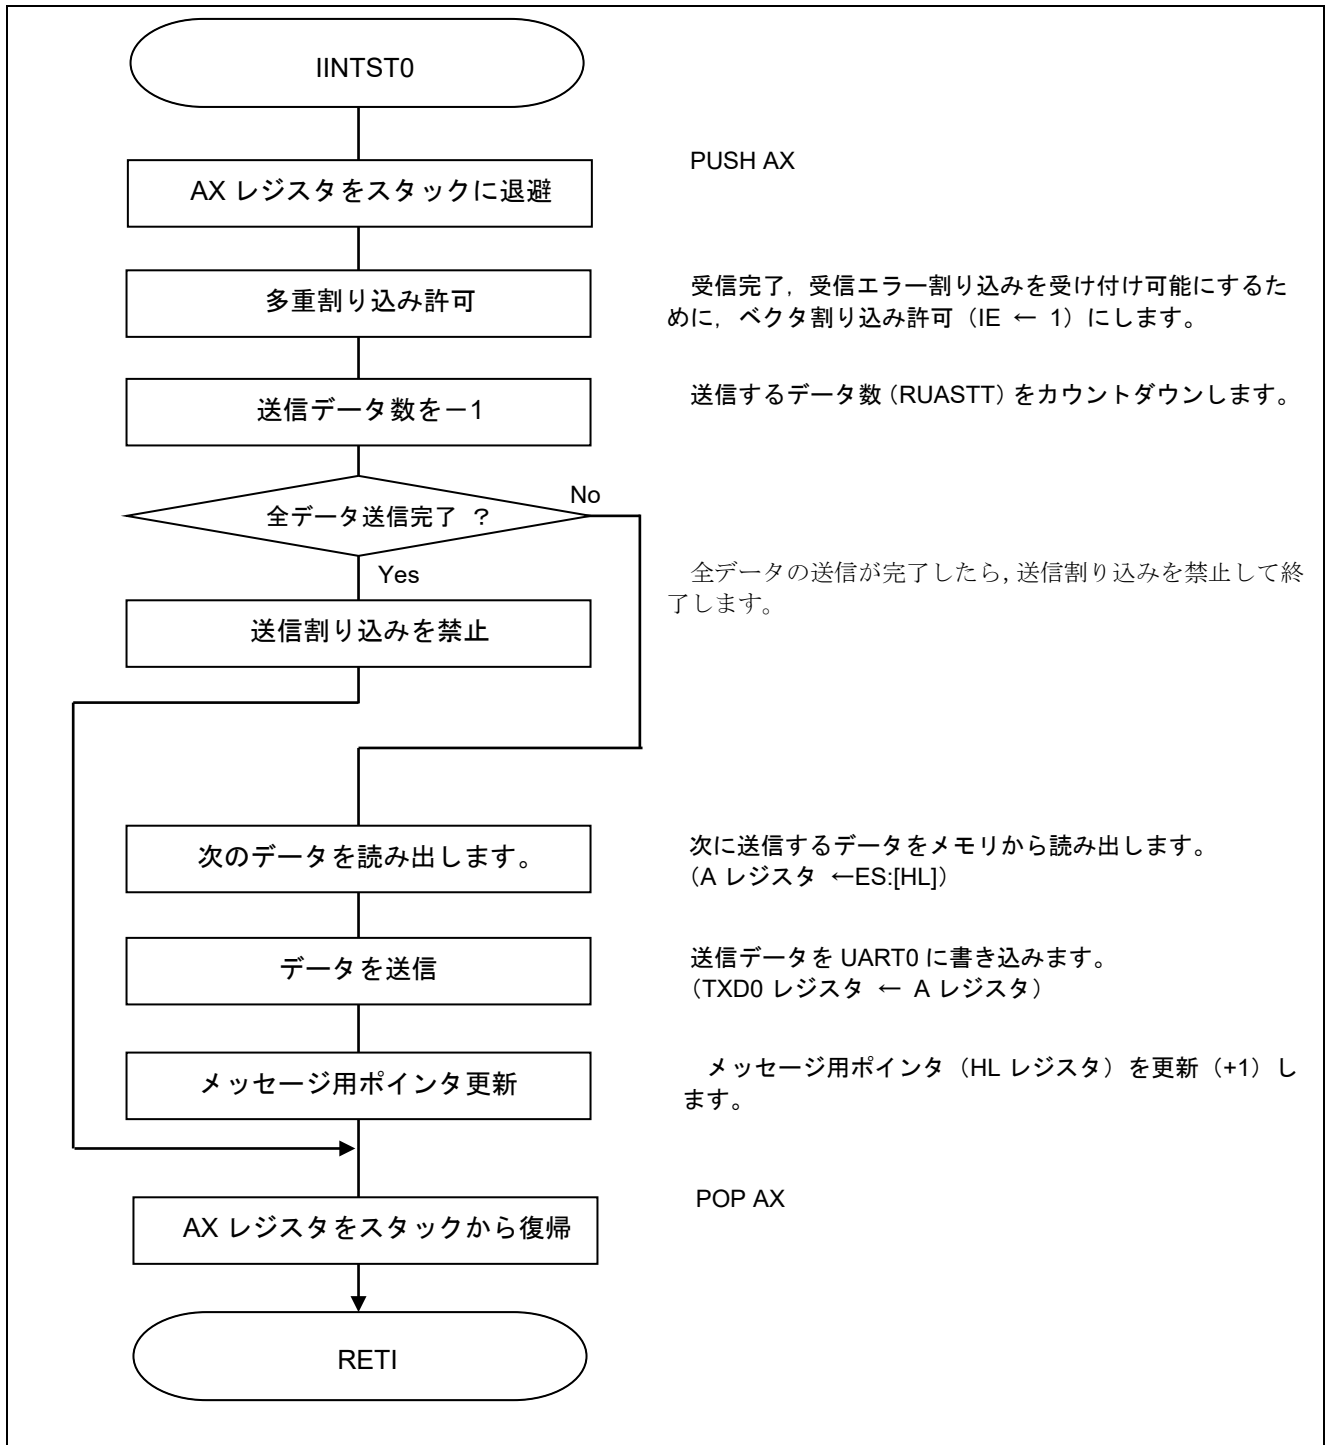 IINTST0
AX レジスタをスタックに退避
PUSH AX
多重割り込み許可
受信完了，受信エラー割り込みを受け付け可能にするた
めに，ベクタ割り込み許可（IE ← 1）にします。
送信データ数を－1
送信するデータ数（RUASTT）をカウントダウンします。
全データ送信完了 ？
No
Yes
全データの送信が完了したら,送信割り込みを禁止して終
了します。
送信割り込みを禁止
次のデータを読み出します。
次に送信するデータをメモリから読み出します。
（A レジスタ ←ES:[HL]）
データを送信
送信データを UART0 に書き込みます。
（TXD0 レジスタ ← A レジスタ）
メッセージ用ポインタ更新
メッセージ用ポインタ（HL レジスタ）を更新（+1）し
ます。
AX レジスタをスタックから復帰
POP AX
RETI